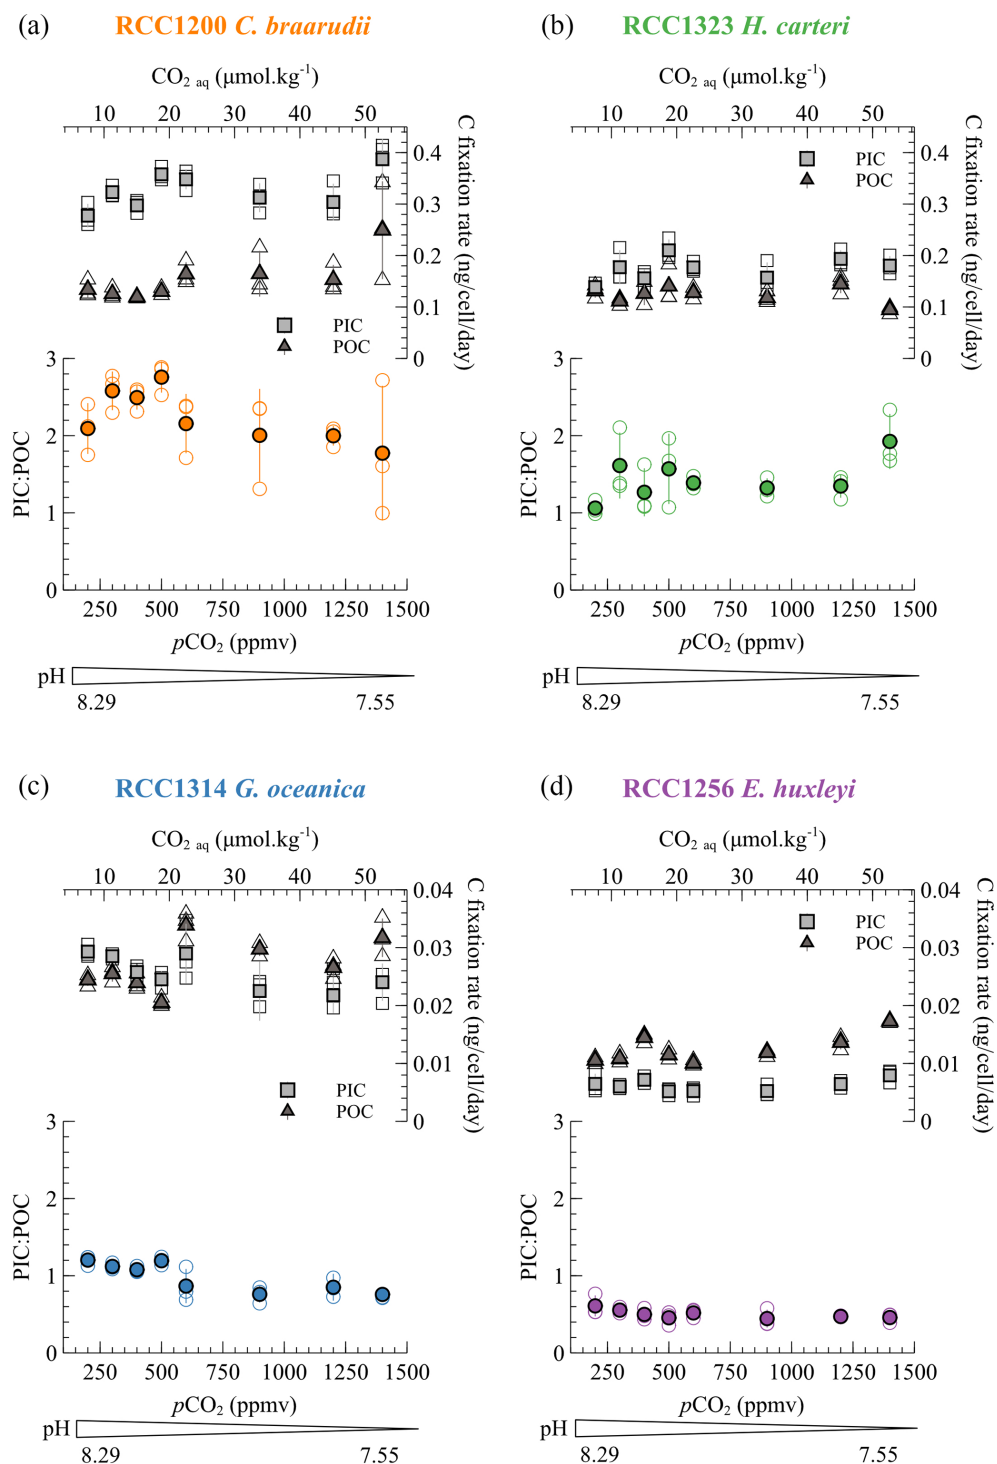 (a) RCC1200 C. braarudii
CO2 aq (μmol.kg-1)
10 20 30 40 50
0.4
0.3
0.2
0.1
0
C fixation rate (ng/cell/day)
PIC
POC
3
2
1
0
PIC:POC
250 500 750 1000 1250 1500
pCO2 (ppmv)
pH
8.29 7.55
(b) RCC1323 H. carteri
CO2 aq (μmol.kg-1)
10 20 30 40 50
PIC
POC
0.4
0.3
0.2
0.1
0
C fixation rate (ng/cell/day)
3
2
1
0
PIC:POC
250 500 750 1000 1250 1500
pCO2 (ppmv)
pH
8.29 7.55
(c) RCC1314 G. oceanica
CO2 aq (μmol.kg-1)
10 20 30 40 50
0.04
0.03
0.02
0.01
0
C fixation rate (ng/cell/day)
PIC
POC
3
2
1
0
PIC:POC
250 500 750 1000 1250 1500
pCO2 (ppmv)
pH
8.29 7.55
(d) RCC1256 E. huxleyi
CO2 aq (μmol.kg-1)
10 20 30 40 50
PIC
POC
0.04
0.03
0.02
0.01
0
C fixation rate (ng/cell/day)
3
2
1
0
PIC:POC
250 500 750 1000 1250 1500
pCO2 (ppmv)
pH
8.29 7.55